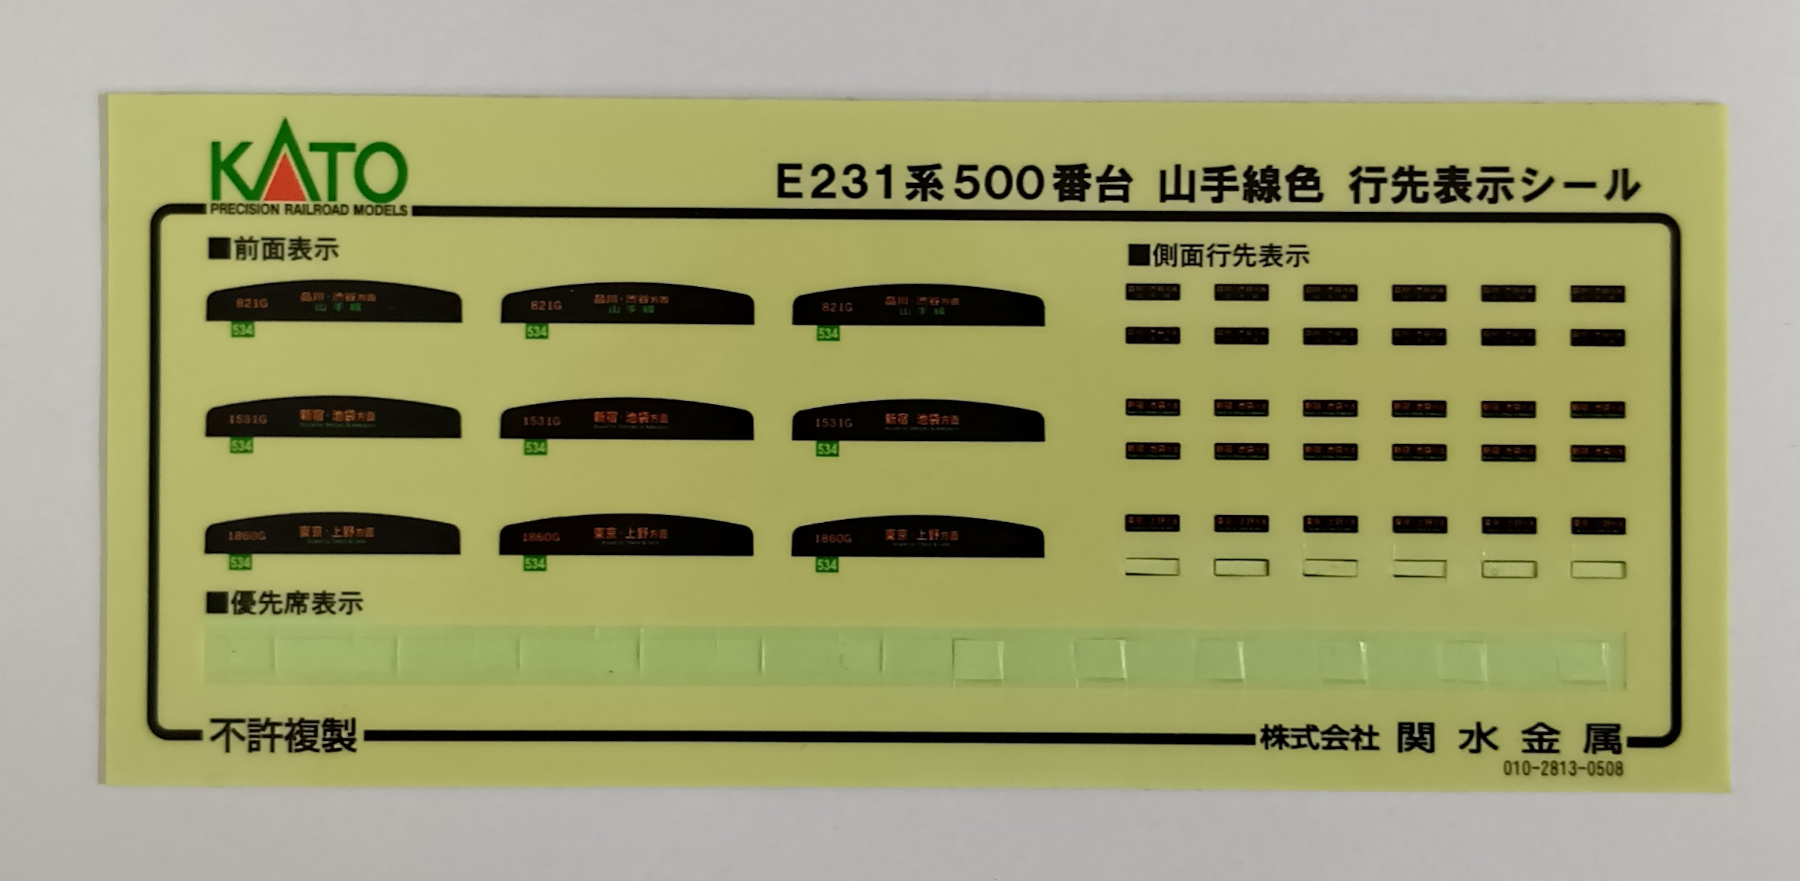 KATO
PRECISION RAILROAD MODELS
E231系500番台 山手線色 行先表示シール
■前面表示
■側面行先表示
821G 品川・渋谷方面 山手線
534
821G 品川・渋谷方面 山手線
534
821G 品川・渋谷方面 山手線
534
1531G 新宿・池袋方面
534
1531G 新宿・池袋方面
534
1531G 新宿・池袋方面
534
1860G 東京・上野方面
534
1860G 東京・上野方面
534
1860G 東京・上野方面
534
■優先席表示
不許複製
株式会社 関水金属
010-2813-0508